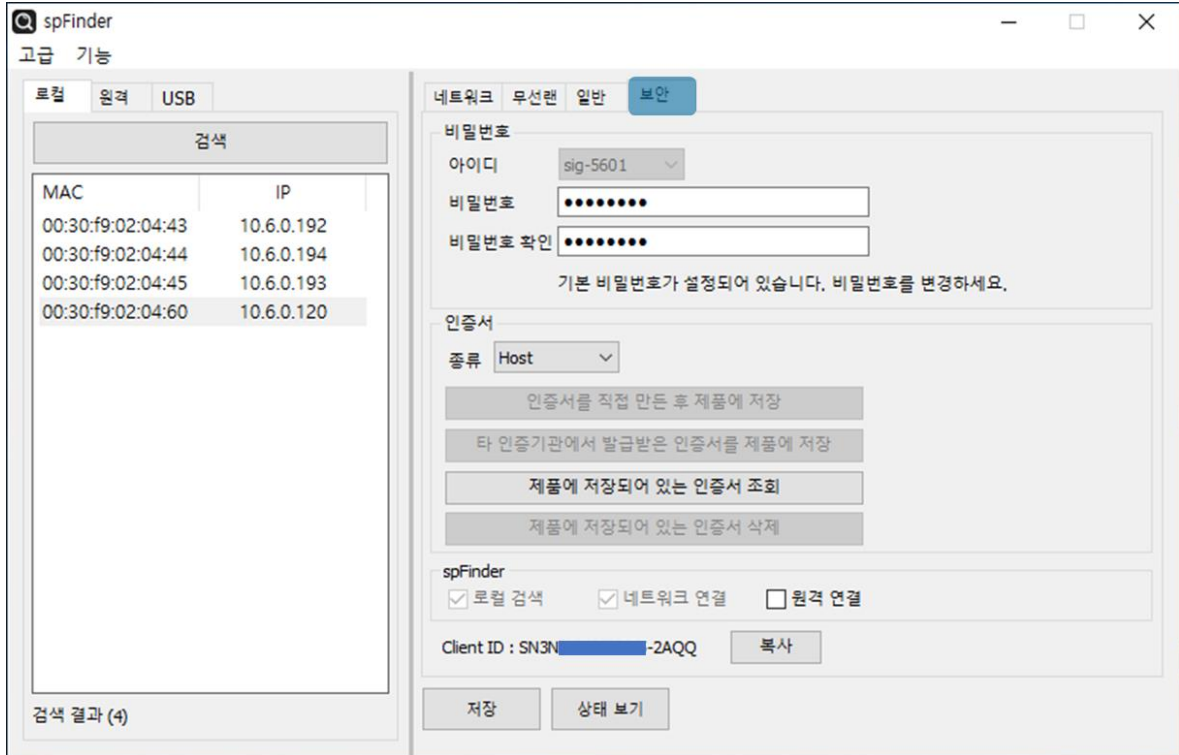 spFinder
고급 기능
로컬 원격 USB
검색
MAC IP
00:30:f9:02:04:43 10.6.0.192
00:30:f9:02:04:44 10.6.0.194
00:30:f9:02:04:45 10.6.0.193
00:30:f9:02:04:60 10.6.0.120
검색 결과 (4)
네트워크 무선랜 일반 보안
비밀번호
아이디 sig-5601
비밀번호 ●●●●●●●●
비밀번호 확인 ●●●●●●●●
기본 비밀번호가 설정되어 있습니다. 비밀번호를 변경하세요.
인증서
종류 Host
인증서를 직접 만든 후 제품에 저장
타 인증기관에서 발급받은 인증서를 제품에 저장
제품에 저장되어 있는 인증서 조회
제품에 저장되어 있는 인증서 삭제
spFinder
로컬 검색 네트워크 연결 원격 연결
Client ID : SN3N -2AQQ 복사
저장 상태 보기